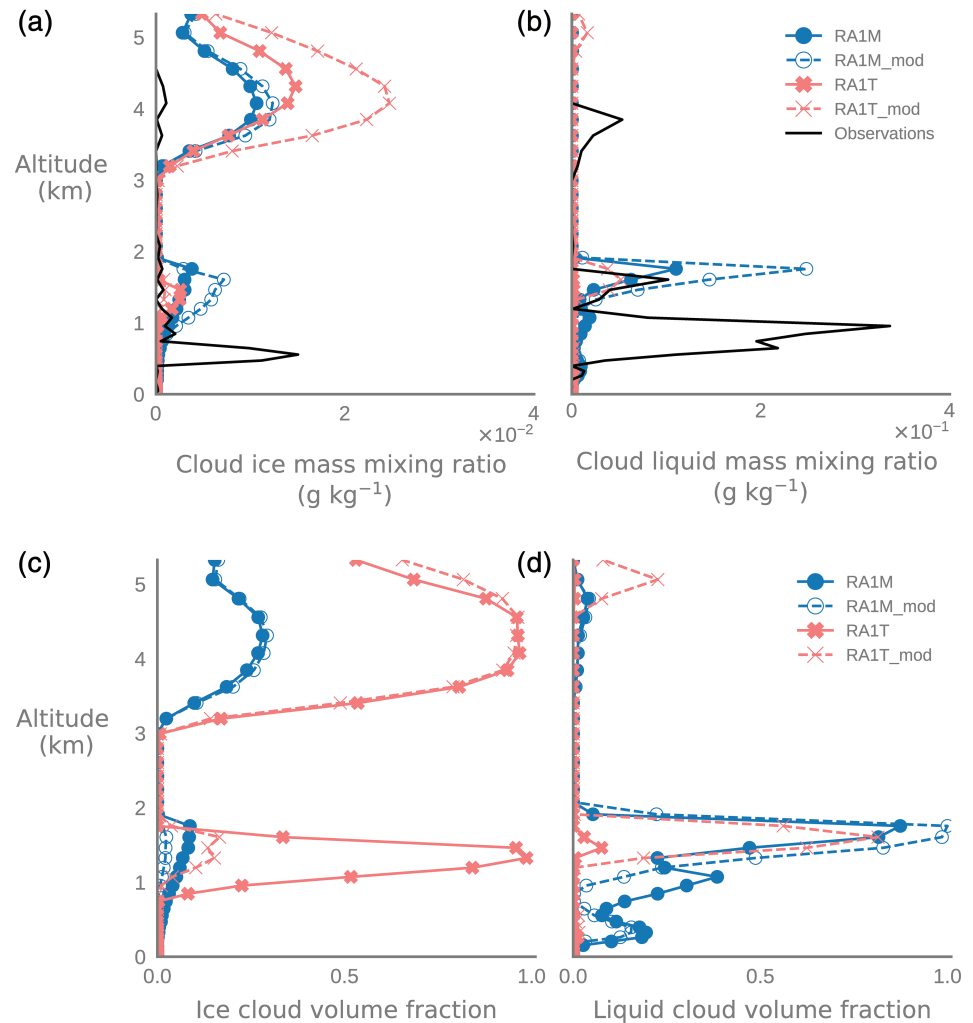 (a)
5
4
3
2
1
0
Altitude
(km)
0
2
4
×10⁻²
Cloud ice mass mixing ratio
(g kg⁻¹)
(b)
RA1M
RA1M_mod
RA1T
RA1T_mod
Observations
0
2
4
×10⁻¹
Cloud liquid mass mixing ratio
(g kg⁻¹)
(c)
5
4
3
2
1
0
Altitude
(km)
0.0
0.5
1.0
Ice cloud volume fraction
(d)
RA1M
RA1M_mod
RA1T
RA1T_mod
0.0
0.5
1.0
Liquid cloud volume fraction